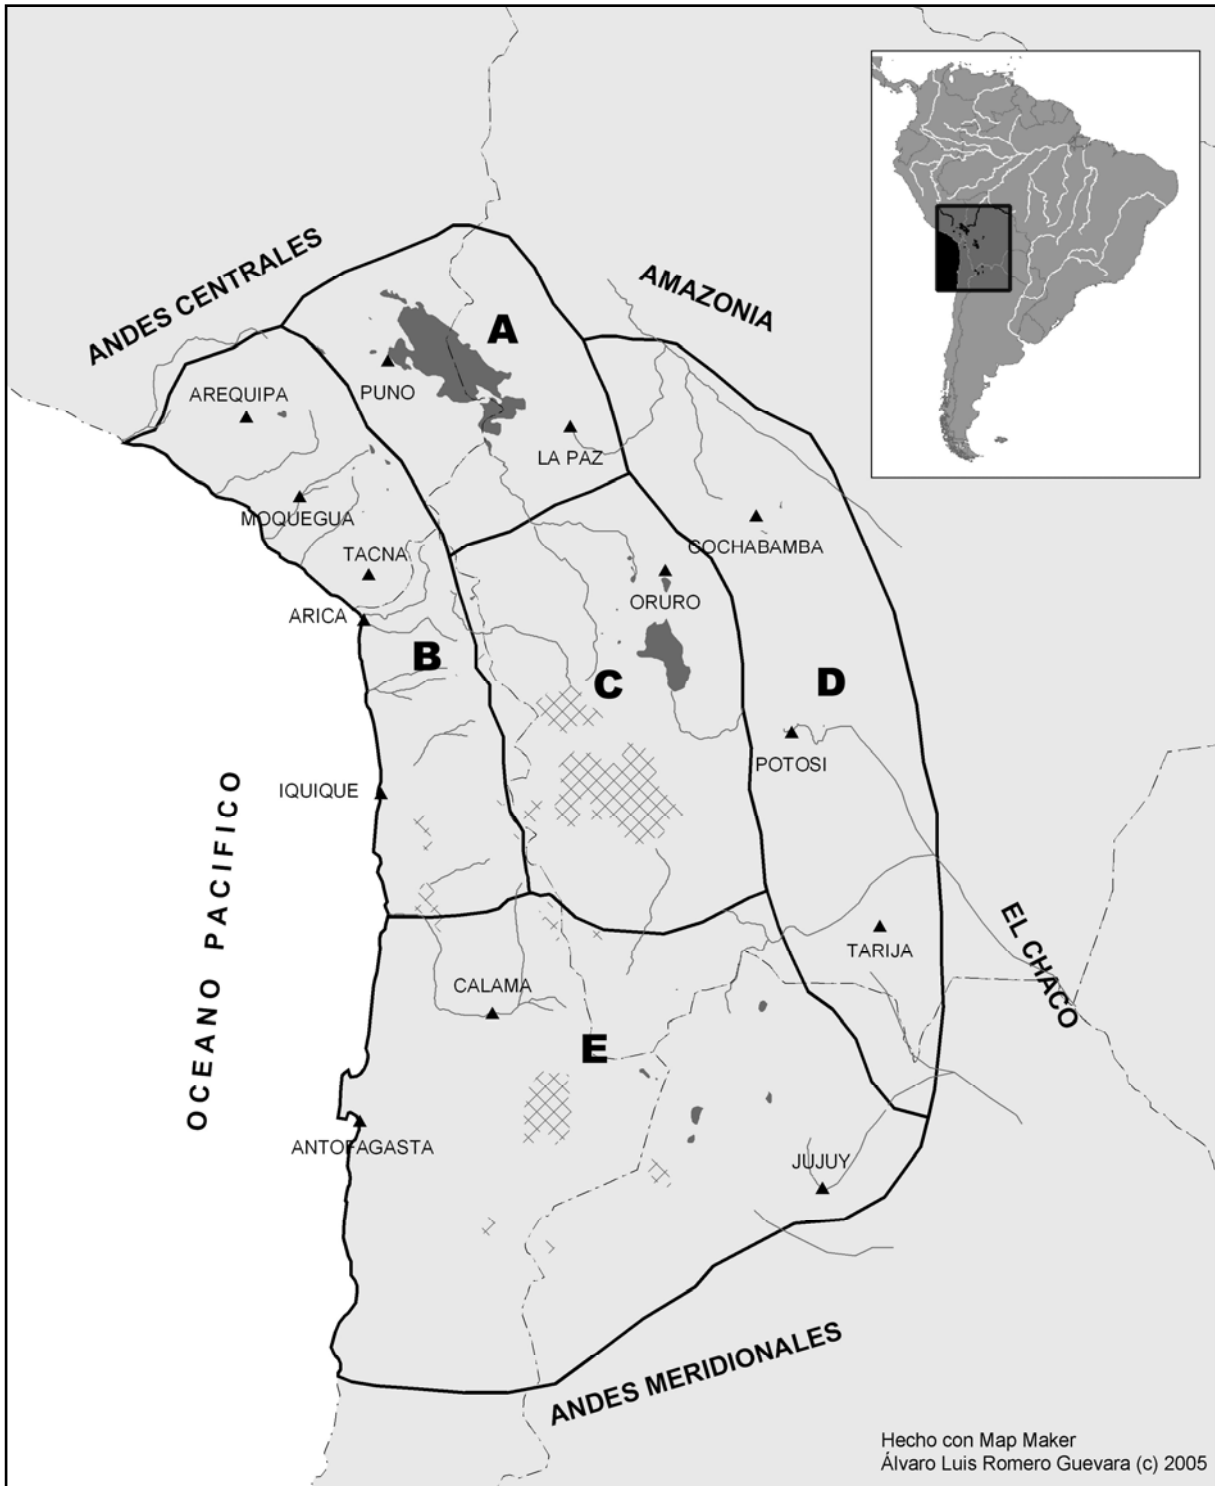 ANDES CENTRALES
AMAZONIA
A
AREQUIPA
PUNO
LA PAZ
MOQUEGUA
TACNA
COCHABAMBA
ORURO
ARICA
B
C
D
POTOSI
IQUIQUE
OCEANO PACIFICO
EL CHACO
TARIJA
CALAMA
E
ANTOFAGASTA
JUJUY
ANDES MERIDIONALES
Hecho con Map Maker
Álvaro Luis Romero Guevara (c) 2005